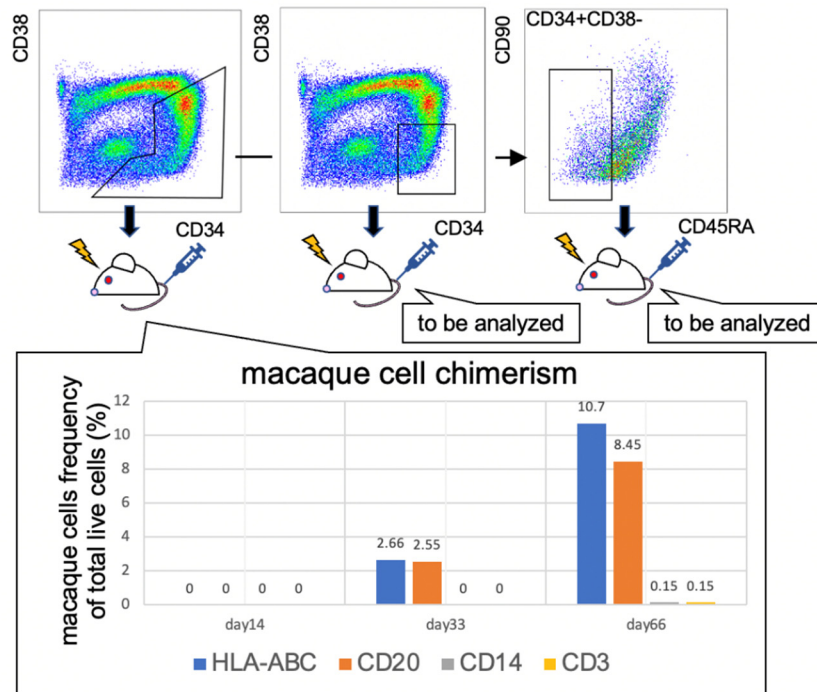 CD38
CD38
CD90
CD34+CD38-
CD34
CD34
CD45RA
to be analyzed
to be analyzed
macaque cell chimerism
macaque cells frequency
of total live cells (%)
12
10
8
6
4
2
0
0 0 0 0
2.66 2.55 0 0
10.7 8.45 0.15 0.15
day14 day33 day66
HLA-ABC CD20 CD14 CD3